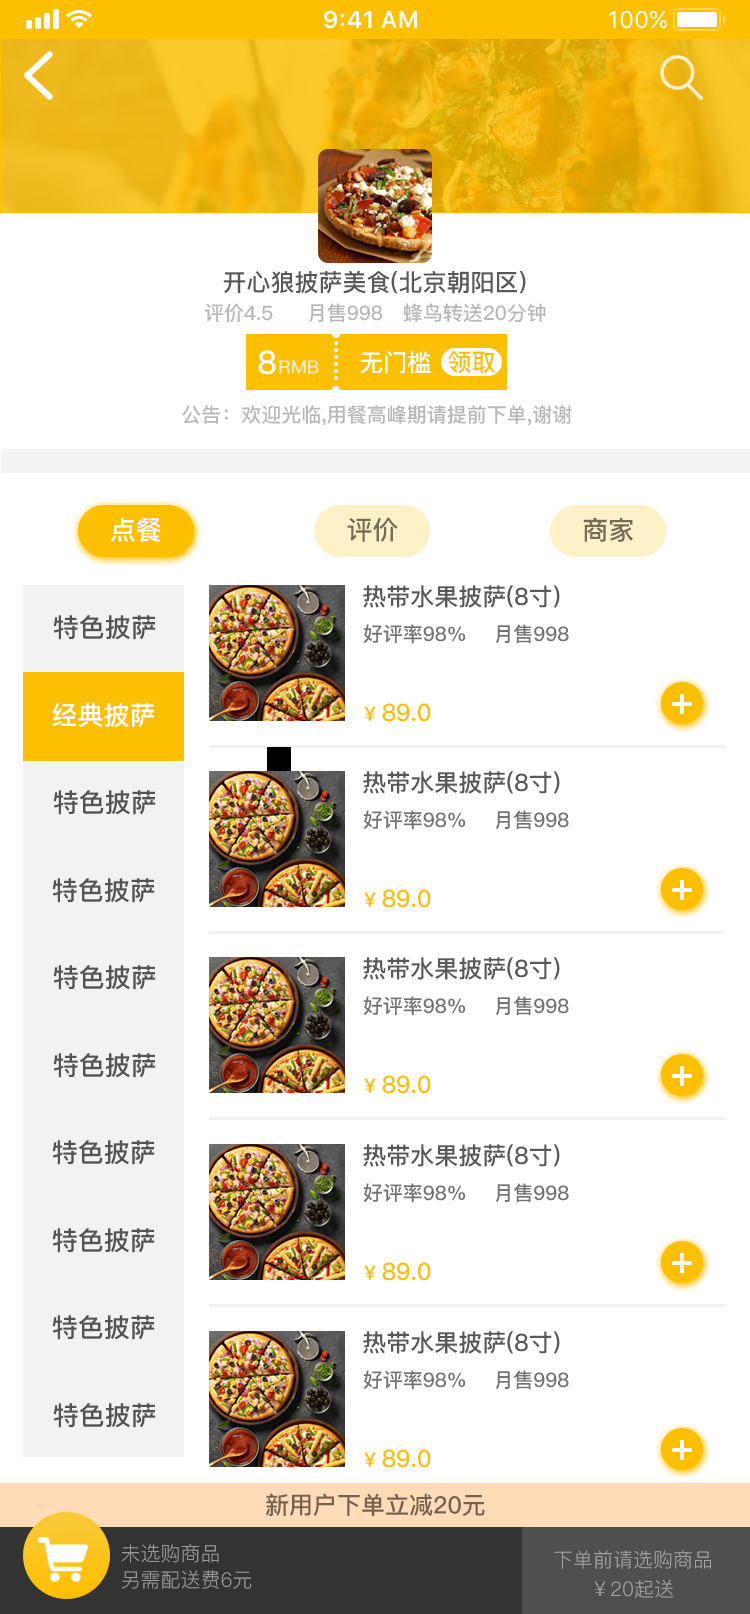 9:41 AM 100%
开心狼披萨美食(北京朝阳区)
评价4.5 月售998 蜂鸟转送20分钟
8RMB 无门槛 领取
公告：欢迎光临,用餐高峰期请提前下单,谢谢
点餐 评价 商家
特色披萨
经典披萨
特色披萨
特色披萨
特色披萨
特色披萨
特色披萨
特色披萨
特色披萨
特色披萨
热带水果披萨(8寸)
好评率98% 月售998
¥ 89.0
热带水果披萨(8寸)
好评率98% 月售998
¥ 89.0
热带水果披萨(8寸)
好评率98% 月售998
¥ 89.0
热带水果披萨(8寸)
好评率98% 月售998
¥ 89.0
热带水果披萨(8寸)
好评率98% 月售998
¥ 89.0
新用户下单立减20元
未选购商品
另需配送费6元
下单前请选购商品
¥ 20起送